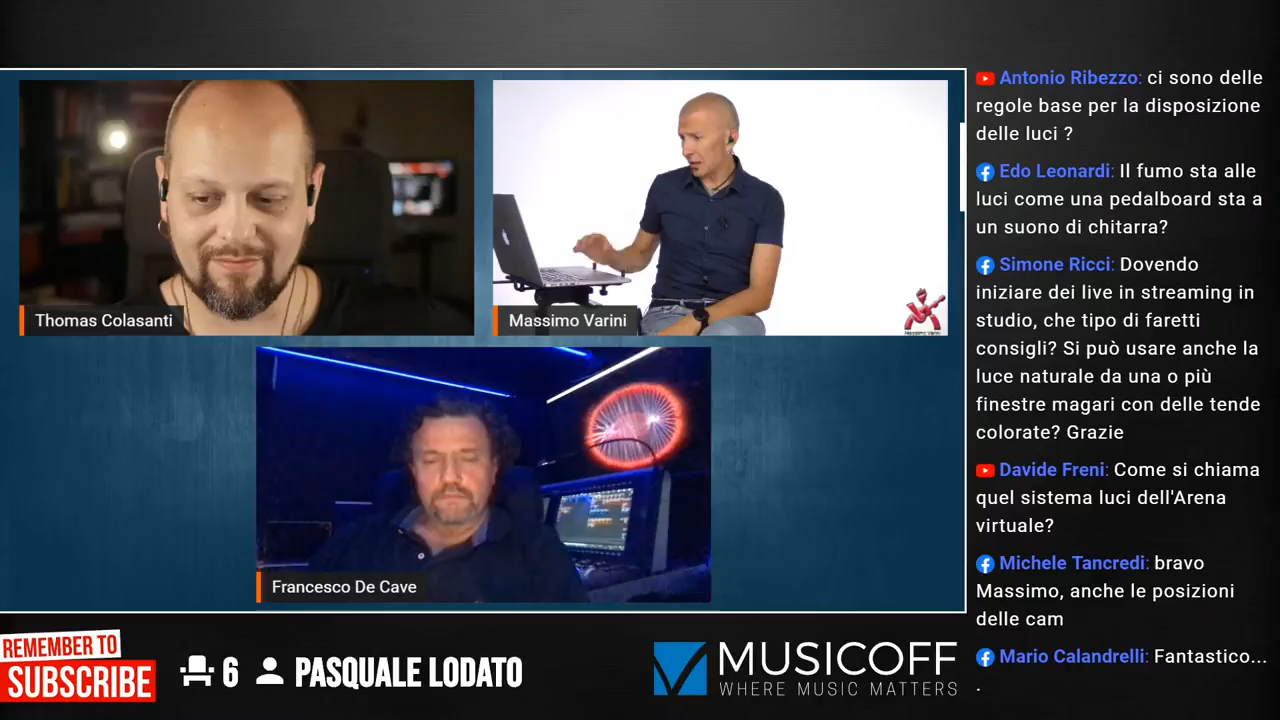 Thomas Colasanti
Massimo Varini
Massimo Varini
Francesco De Cave
Antonio Ribezzo: ci sono delle
regole base per la disposizione
delle luci ?
Edo Leonardi: Il fumo sta alle
luci come una pedalboard sta a
un suono di chitarra?
Simone Ricci: Dovendo
iniziare dei live in streaming in
studio, che tipo di faretti
consigli? Si può usare anche la
luce naturale da una o più
finestre magari con delle tende
colorate? Grazie
Davide Freni: Come si chiama
quel sistema luci dell'Arena
virtuale?
Michele Tancredi: bravo
Massimo, anche le posizioni
delle cam
Mario Calandrelli: Fantastico...
.
REMEMBER TO
SUBSCRIBE
6 PASQUALE LODATO
MUSICOFF
WHERE MUSIC MATTERS